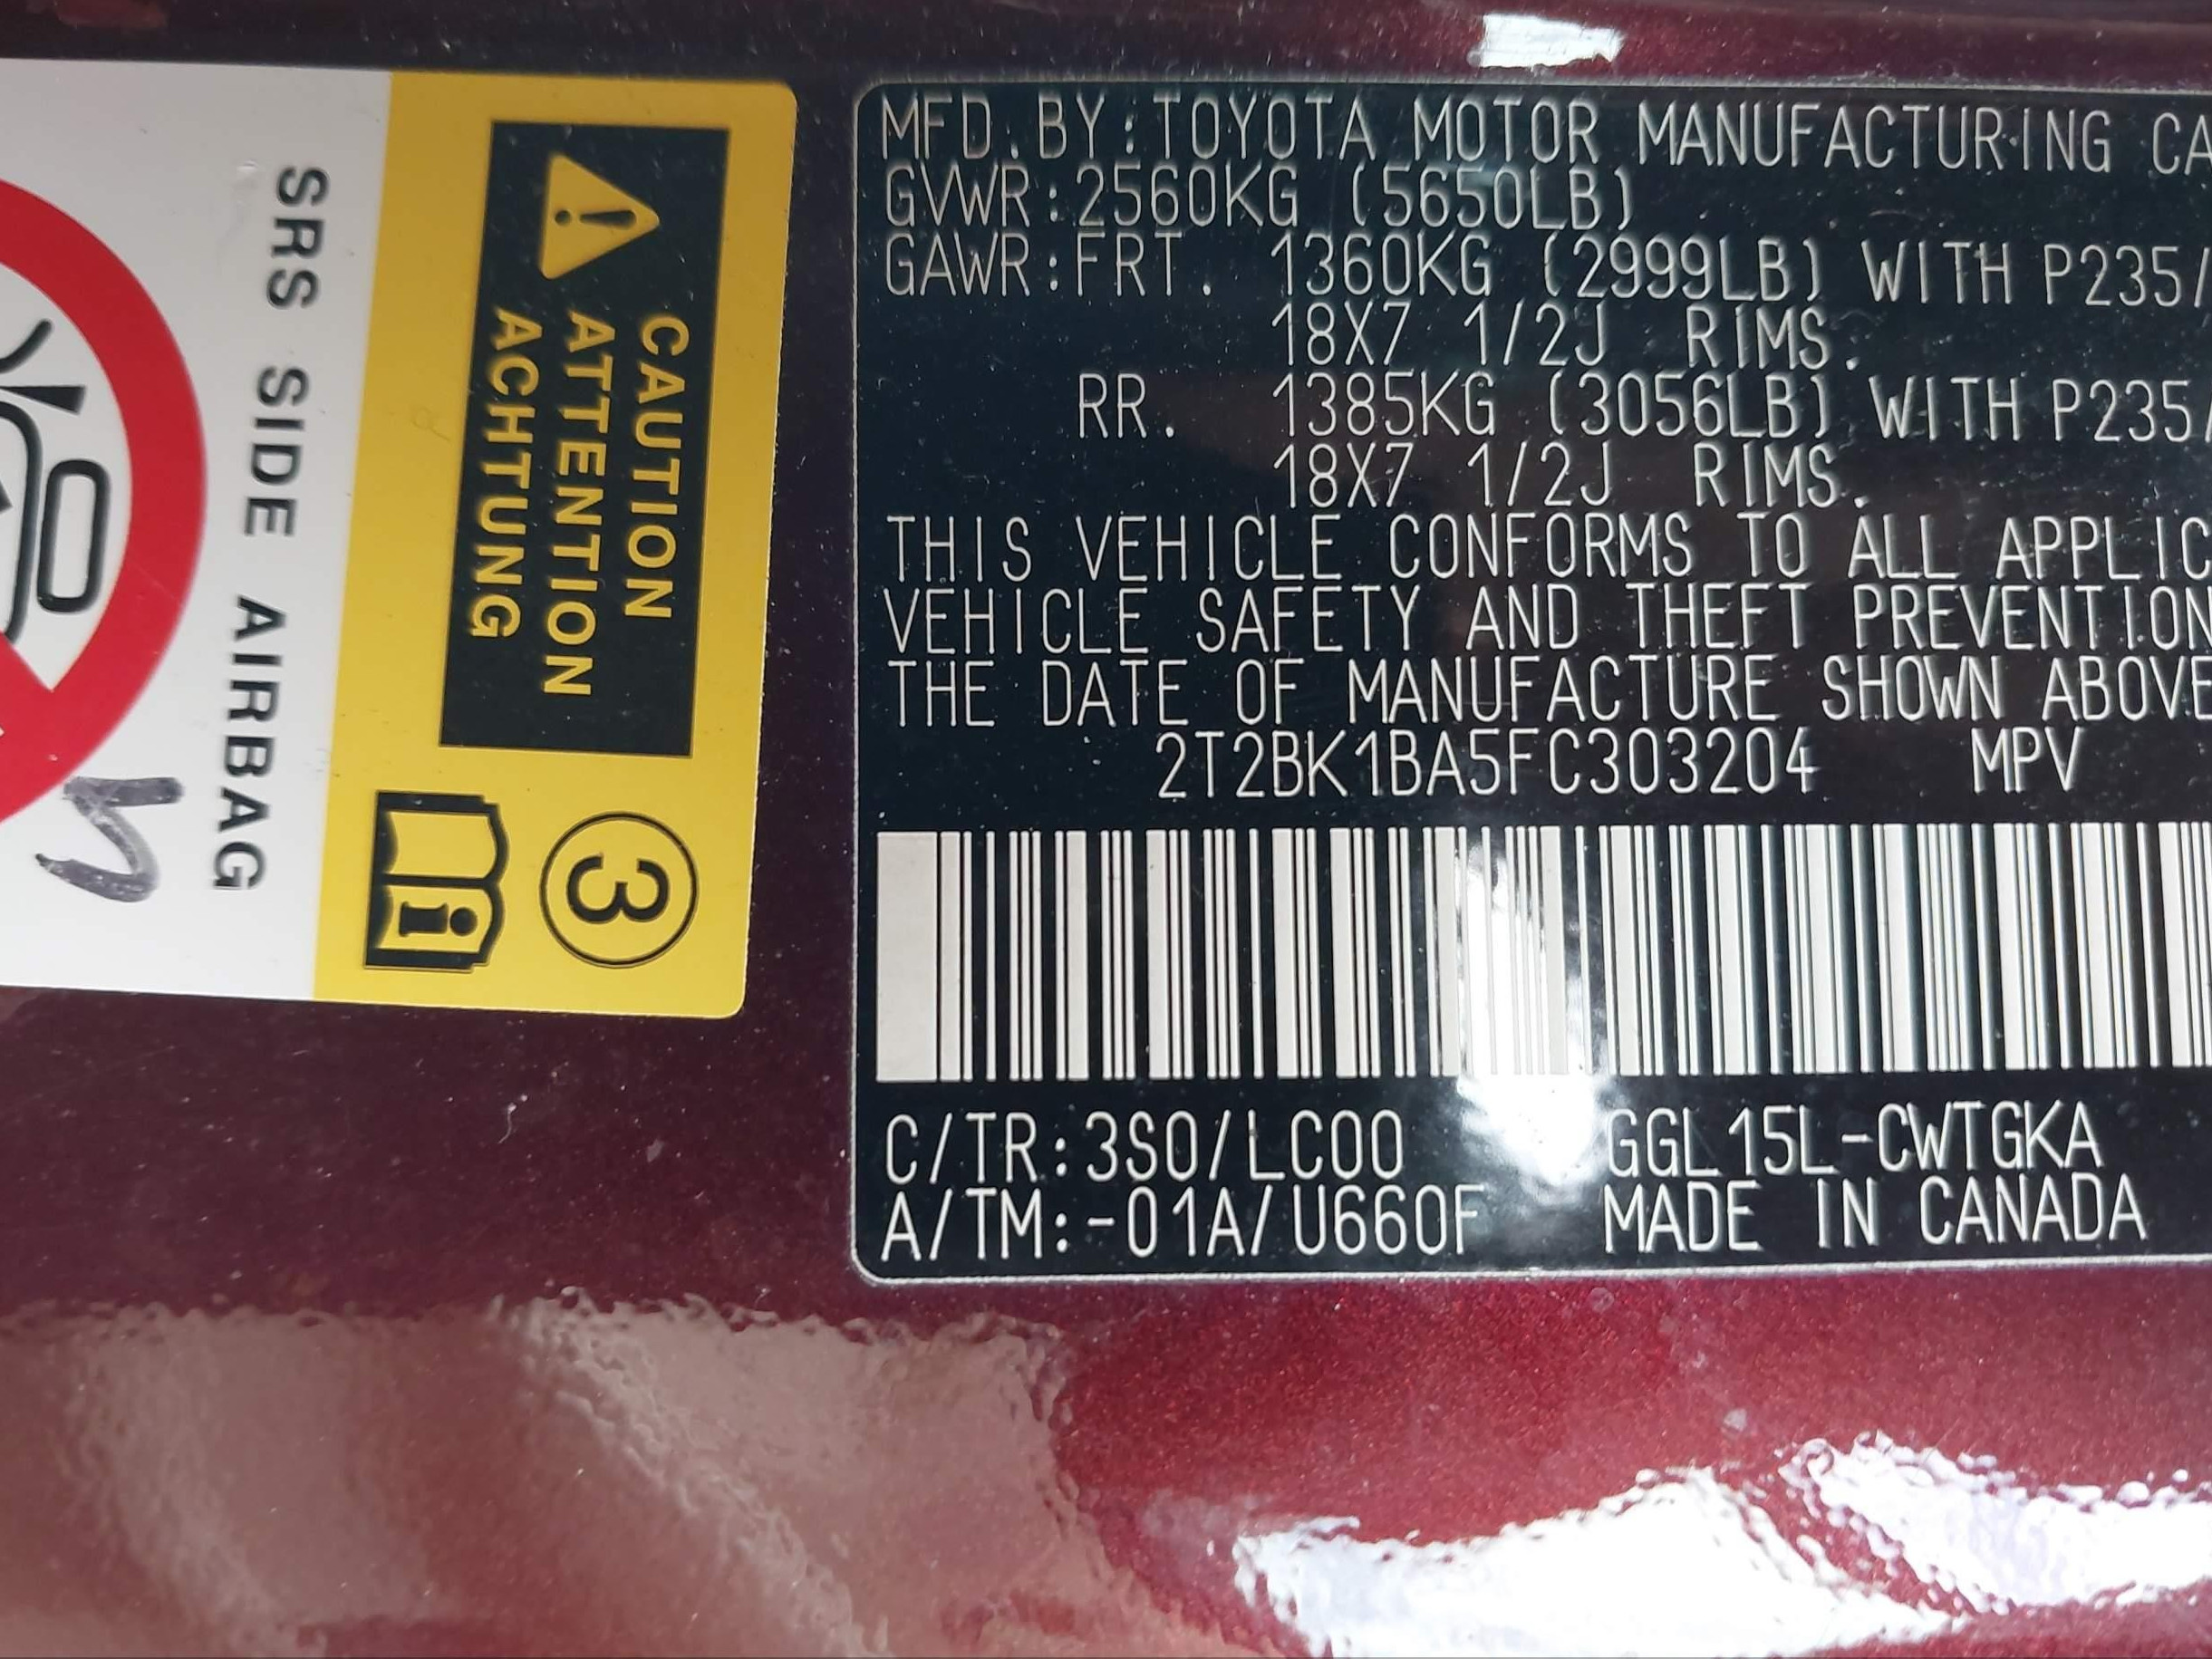 SRS SIDE AIRBAG
CAUTION
ATTENTION
ACHTUNG
3
i
MFD.BY:TOYOTA MOTOR MANUFACTURING CA
GVWR:2560KG (5650LB)
GAWR:FRT. 1360KG (2999LB) WITH P235/
18X7 1/2J RIMS.
RR. 1385KG (3056LB) WITH P235/
18X7 1/2J RIMS.
THIS VEHICLE CONFORMS TO ALL APPLIC
VEHICLE SAFETY AND THEFT PREVENTION
THE DATE OF MANUFACTURE SHOWN ABOVE
2T2BK1BA5FC303204 MPV
C/TR:3S0/LC00 GGL15L-CWTGKA
A/TM:-01A/U660F MADE IN CANADA